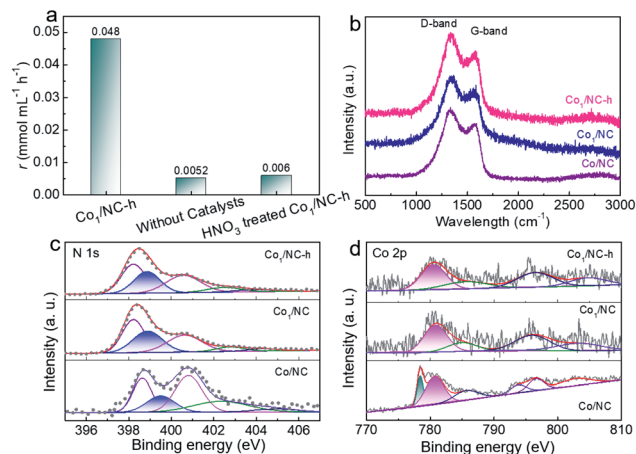 a
r (mmol mL⁻¹ h⁻¹)
0.05
0.04
0.03
0.02
0.01
0.00
0.048
0.0052
0.006
Co₁/NC-h
Without Catalysts
HNO₃ treated Co₁/NC-h
b
Intensity (a.u.)
D-band
G-band
Co₁/NC-h
Co₁/NC
Co/NC
500 1000 1500 2000 2500 3000
Wavelength (cm⁻¹)
c
N 1s
Intensity (a. u.)
Co₁/NC-h
Co₁/NC
Co/NC
396 398 400 402 404 406
Binding energy (eV)
d
Co 2p
Intensity (a. u.)
Co₁/NC-h
Co₁/NC
Co/NC
770 780 790 800 810
Binding energy (eV)